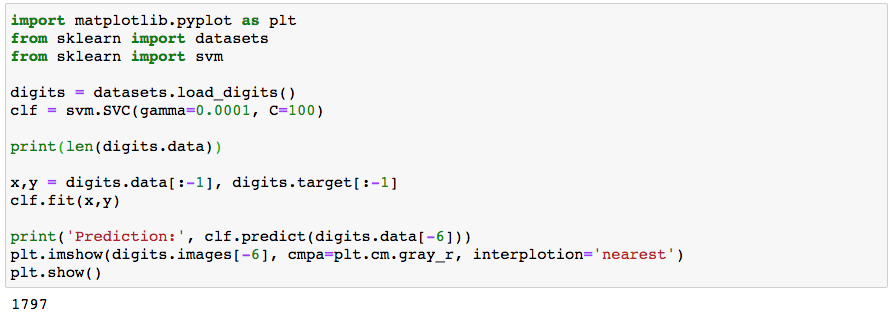 import matplotlib.pyplot as plt
from sklearn import datasets
from sklearn import svm
digits = datasets.load_digits()
clf = svm.SVC(gamma=0.0001, C=100)
print(len(digits.data))
x,y = digits.data[:-1], digits.target[:-1]
clf.fit(x,y)
print('Prediction:', clf.predict(digits.data[-6]))
plt.imshow(digits.images[-6], cmpa=plt.cm.gray_r, interplotion='nearest')
plt.show()
1797